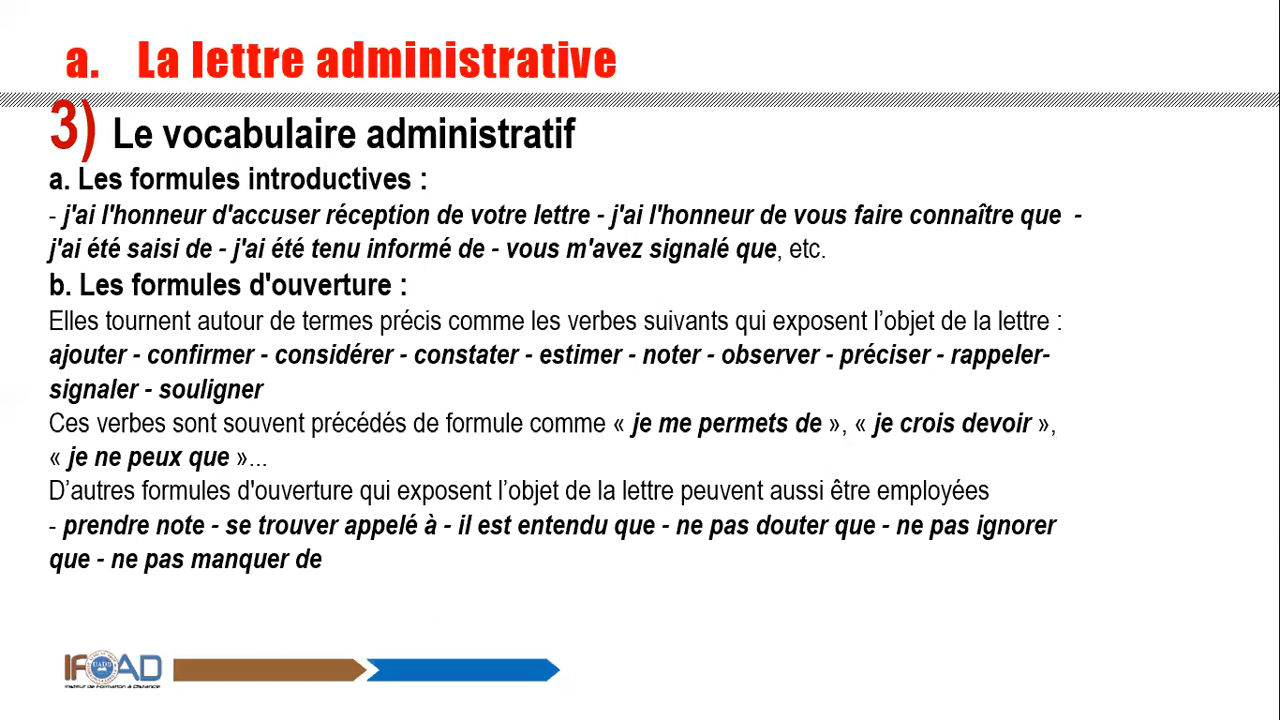 a. La lettre administrative
3) Le vocabulaire administratif
a. Les formules introductives :
- j'ai l'honneur d'accuser réception de votre lettre - j'ai l'honneur de vous faire connaître que -
j'ai été saisi de - j'ai été tenu informé de - vous m'avez signalé que, etc.
b. Les formules d'ouverture :
Elles tournent autour de termes précis comme les verbes suivants qui exposent l’objet de la lettre :
ajouter - confirmer - considérer - constater - estimer - noter - observer - préciser - rappeler-
signaler - souligner
Ces verbes sont souvent précédés de formule comme « je me permets de », « je crois devoir »,
« je ne peux que »...
D’autres formules d'ouverture qui exposent l’objet de la lettre peuvent aussi être employées
- prendre note - se trouver appelé à - il est entendu que - ne pas douter que - ne pas ignorer
que - ne pas manquer de
IFOAD
Institut de Formation à Distance